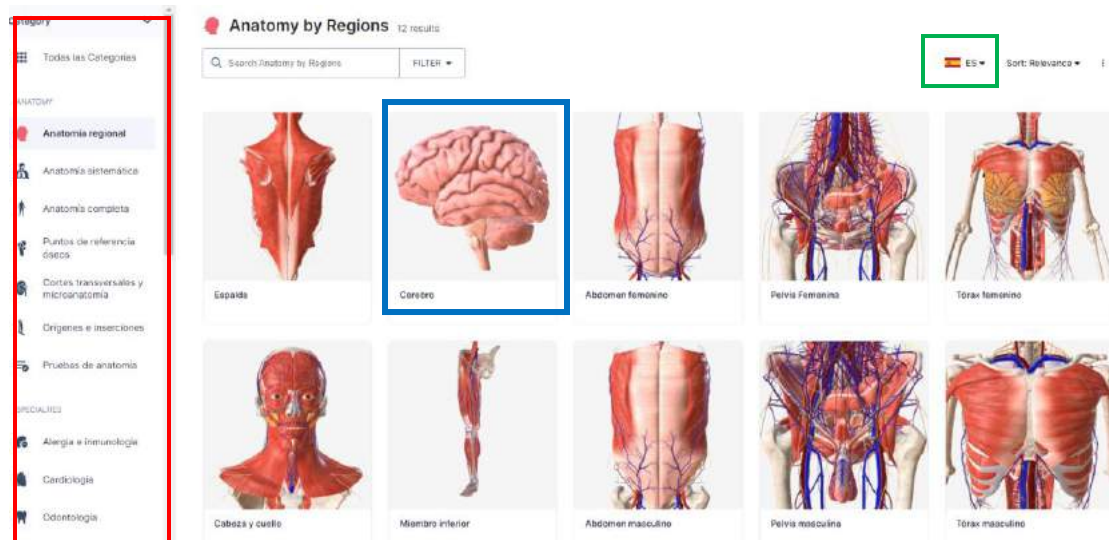 Category
Todas las Categorías
ANATOMY
Anatomía regional
Anatomía sistemática
Anatomía completa
Puntos de referencia
óseos
Cortes transversales y
microanatomía
Orígenes e inserciones
Pruebas de anatomía
SPECIALITIES
Alergia e inmunología
Cardiología
Odontología
Anatomy by Regions 12 results
Search Anatomy by Regions
FILTER
ES
Sort: Relevance
Espalda
Cerebro
Abdomen femenino
Pelvis Femenina
Tórax femenino
Cabeza y cuello
Miembro inferior
Abdomen masculino
Pelvis masculina
Tórax masculino